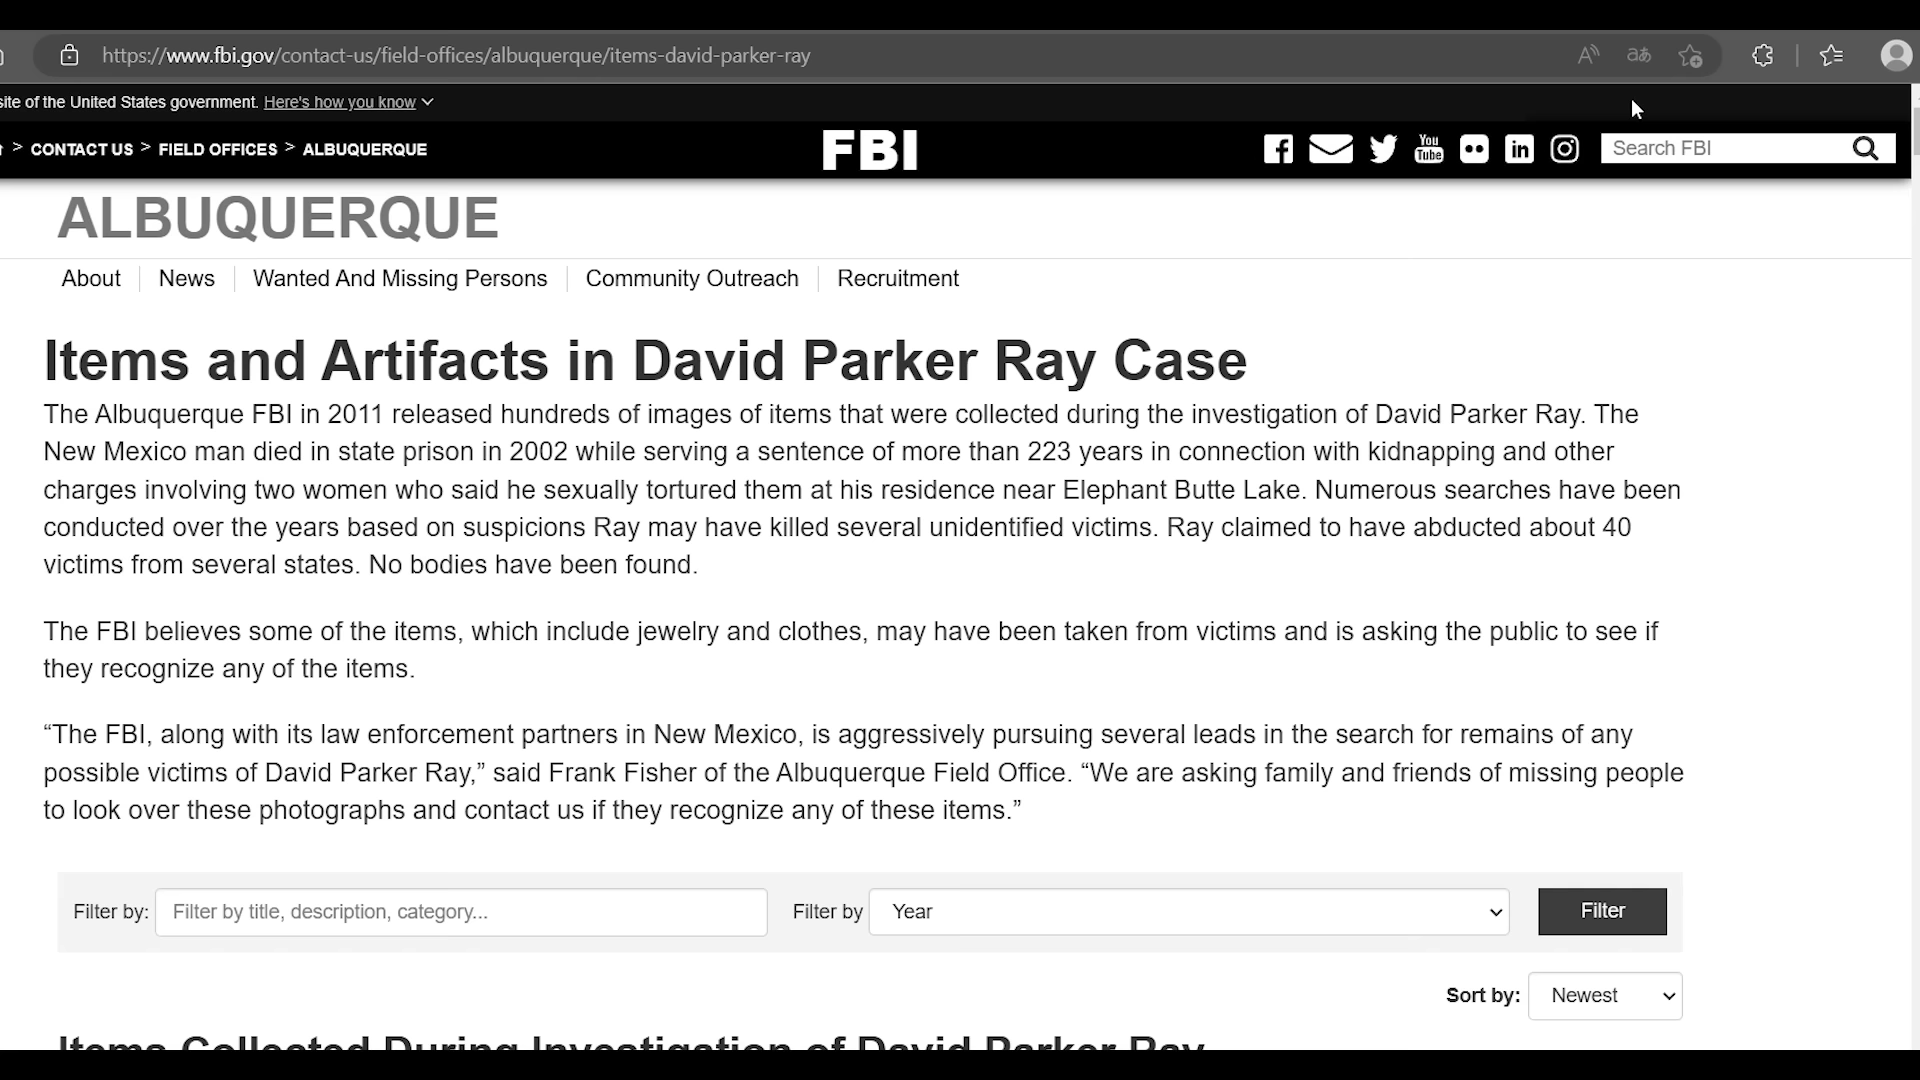 https://www.fbi.gov/contact-us/field-offices/albuquerque/items-david-parker-ray
site of the United States government. Here's how you know
> CONTACT US > FIELD OFFICES > ALBUQUERQUE
FBI
You
Tube
in
Search FBI
ALBUQUERQUE
About
News
Wanted And Missing Persons
Community Outreach
Recruitment
Items and Artifacts in David Parker Ray Case
The Albuquerque FBI in 2011 released hundreds of images of items that were collected during the investigation of David Parker Ray. The
New Mexico man died in state prison in 2002 while serving a sentence of more than 223 years in connection with kidnapping and other
charges involving two women who said he sexually tortured them at his residence near Elephant Butte Lake. Numerous searches have been
conducted over the years based on suspicions Ray may have killed several unidentified victims. Ray claimed to have abducted about 40
victims from several states. No bodies have been found.
The FBI believes some of the items, which include jewelry and clothes, may have been taken from victims and is asking the public to see if
they recognize any of the items.
“The FBI, along with its law enforcement partners in New Mexico, is aggressively pursuing several leads in the search for remains of any
possible victims of David Parker Ray,” said Frank Fisher of the Albuquerque Field Office. “We are asking family and friends of missing people
to look over these photographs and contact us if they recognize any of these items.”
Filter by: Filter by title, description, category...
Filter by Year
Filter
Sort by: Newest
Items Collected During Investigation of David Parker Ray